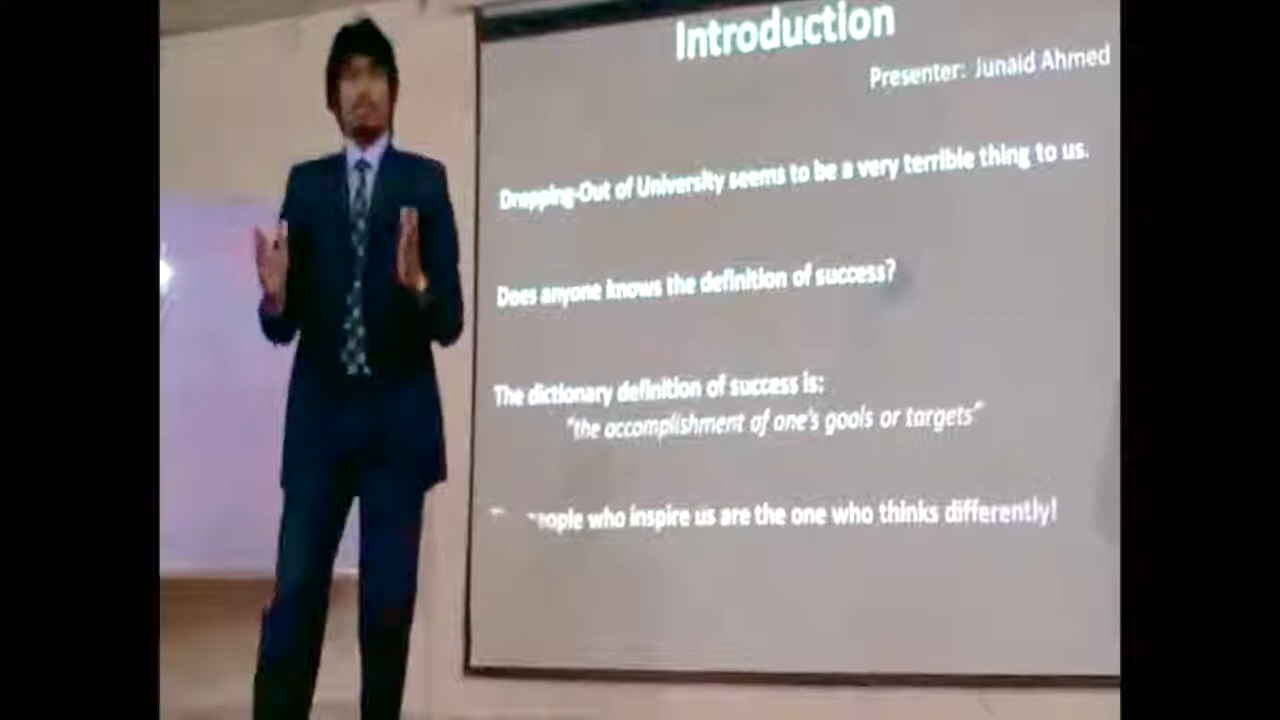 Introduction
Presenter: Junaid Ahmed
Dropping-Out of University seems to be a very terrible thing to us.
Does anyone knows the definition of success?
The dictionary definition of success is:
"the accomplishment of one's goals or targets"
who inspire us are the one who thinks differently!